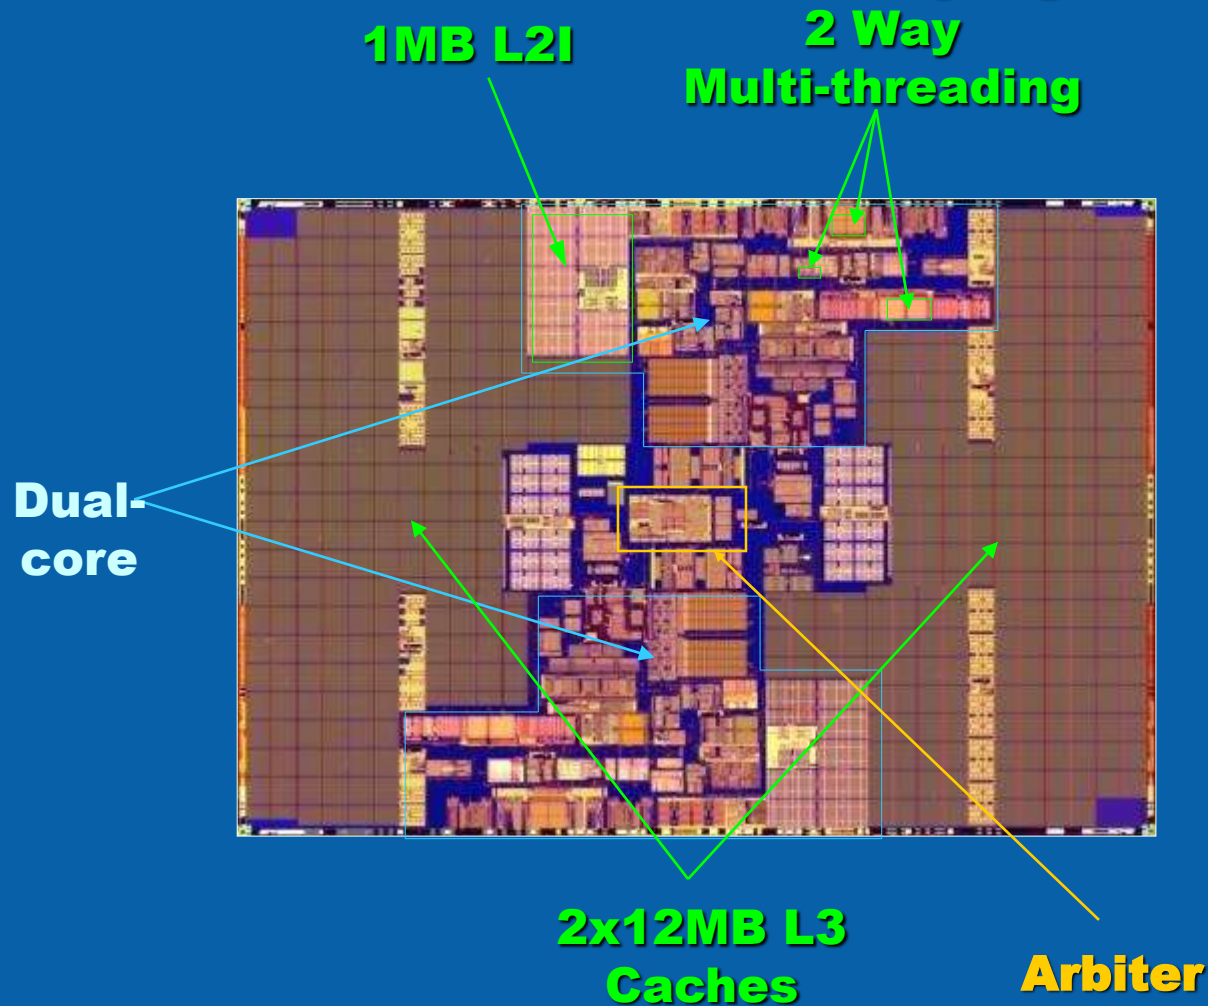 1MB L2I
2 Way
Multi-threading
Dual-
core
2x12MB L3
Caches
Arbiter